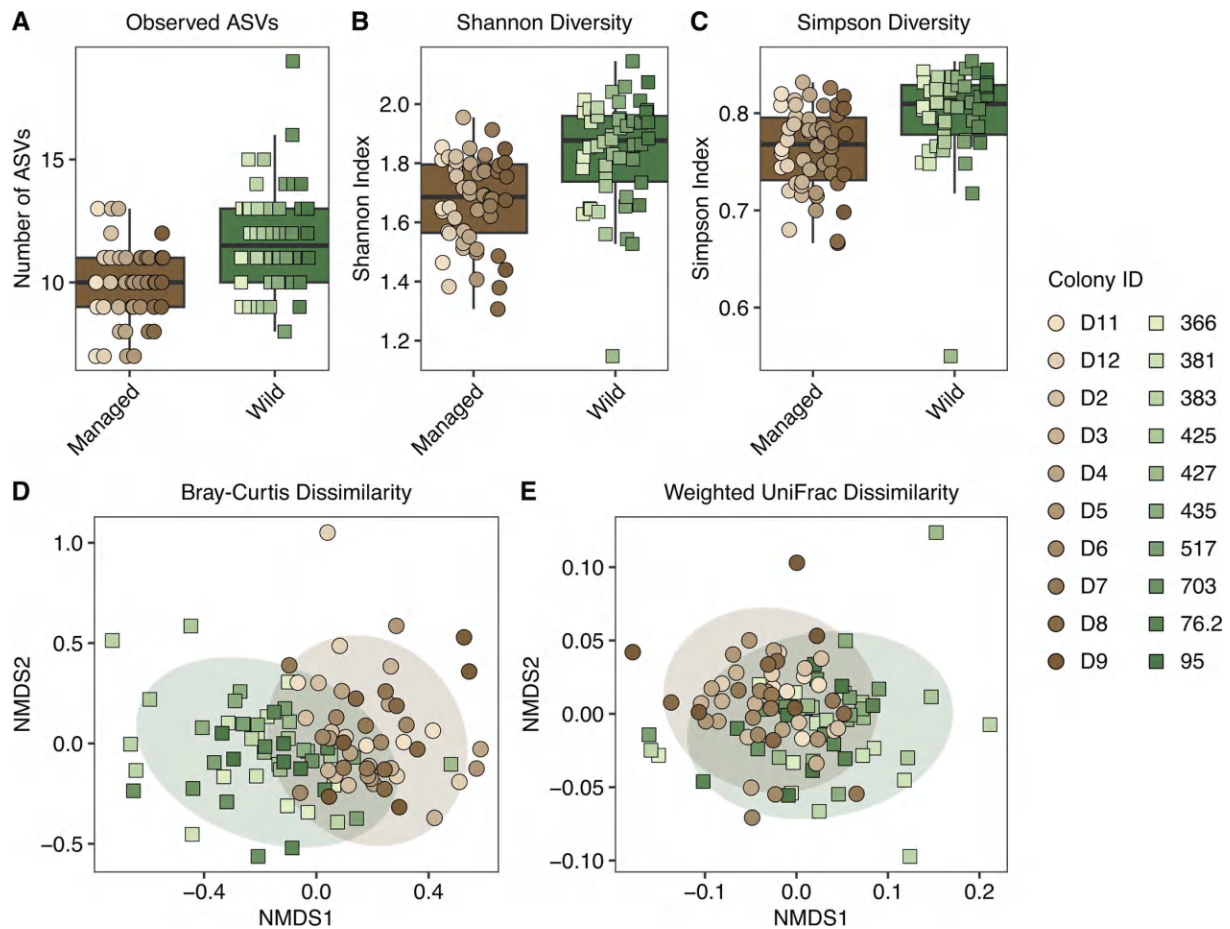 A Observed ASVs
Number of ASVs
15
10
Managed
Wild
B Shannon Diversity
Shannon Index
2.0
1.8
1.6
1.4
1.2
Managed
Wild
C Simpson Diversity
Simpson Index
0.8
0.7
0.6
Managed
Wild
Colony ID
D11 366
D12 381
D2 383
D3 425
D4 427
D5 435
D6 517
D7 703
D8 76.2
D9 95
D Bray-Curtis Dissimilarity
NMDS2
1.0
0.5
0.0
−0.5
−0.4 0.0 0.4
NMDS1
E Weighted UniFrac Dissimilarity
NMDS2
0.10
0.05
0.00
−0.05
−0.10
−0.1 0.0 0.1 0.2
NMDS1